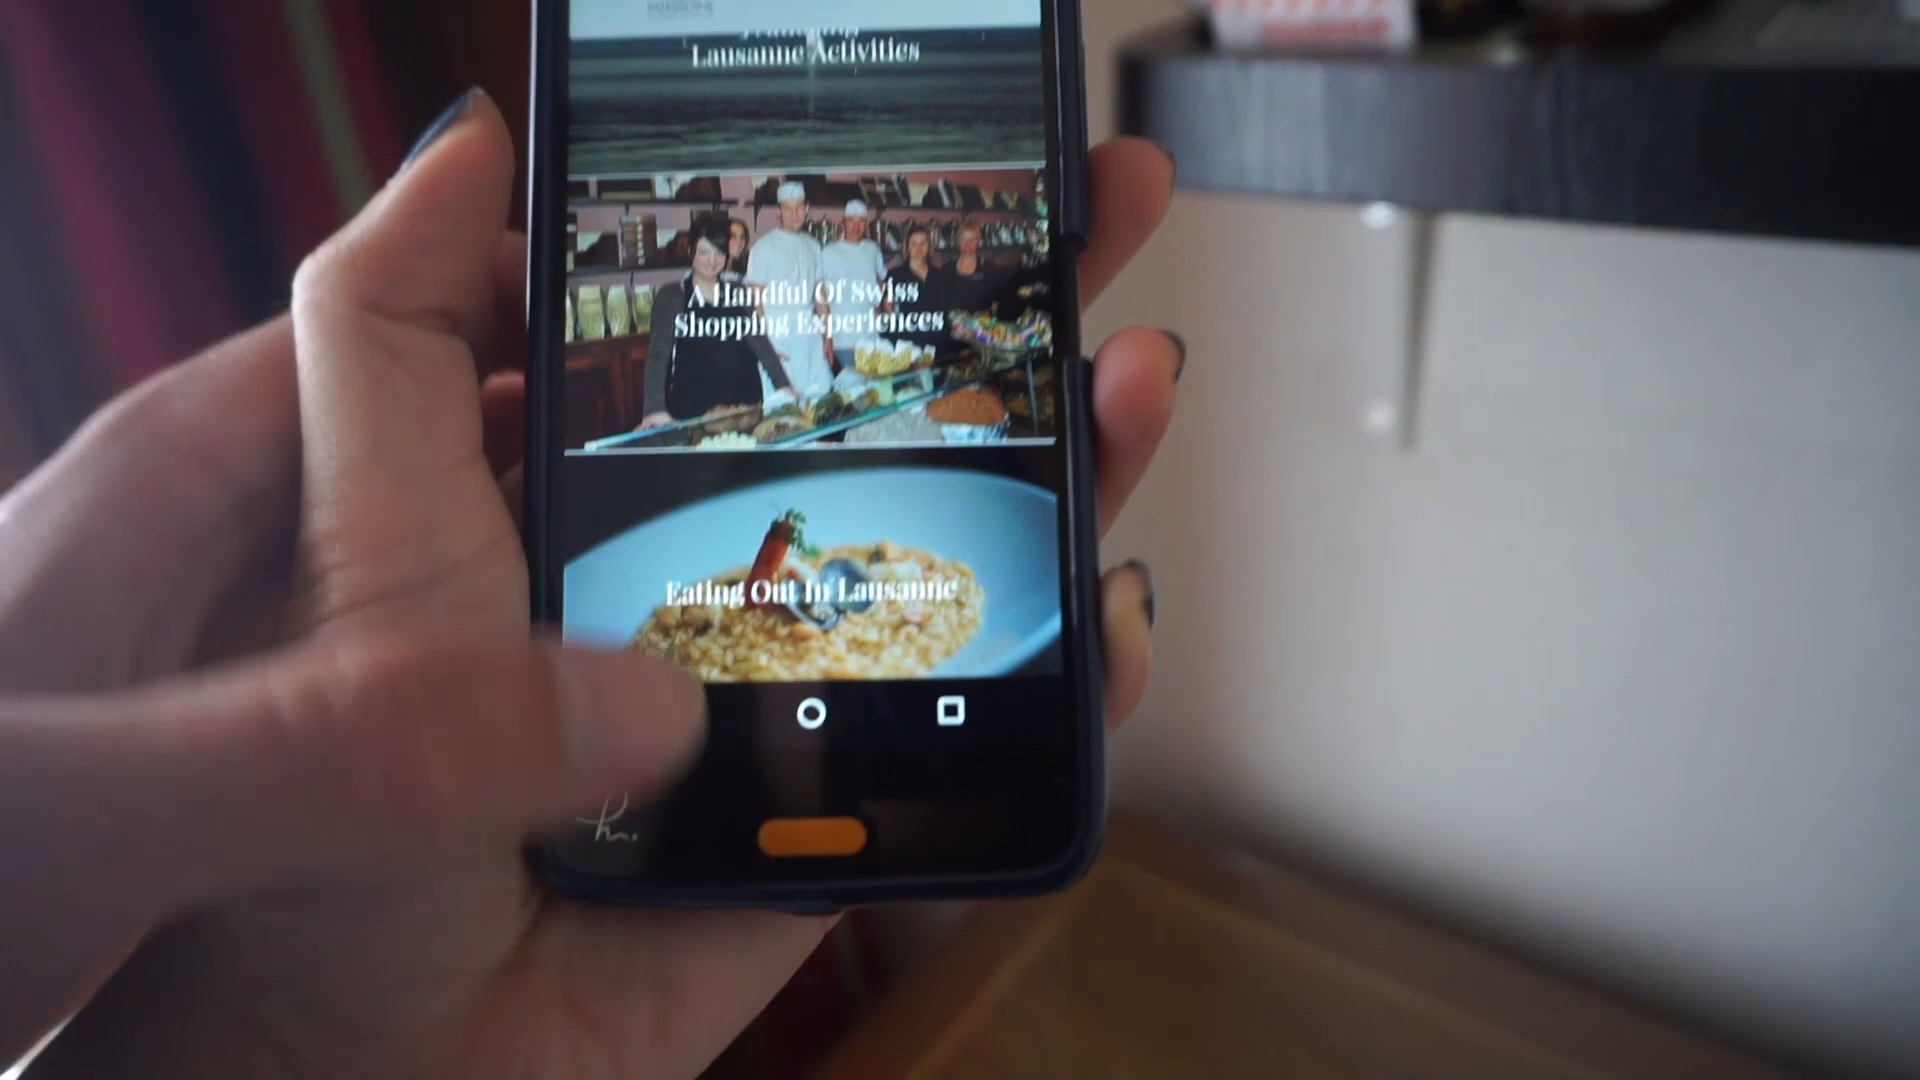 Lausanne Activities
A Handful Of Swiss
Shopping Experiences
Eating Out In Lausanne
h.